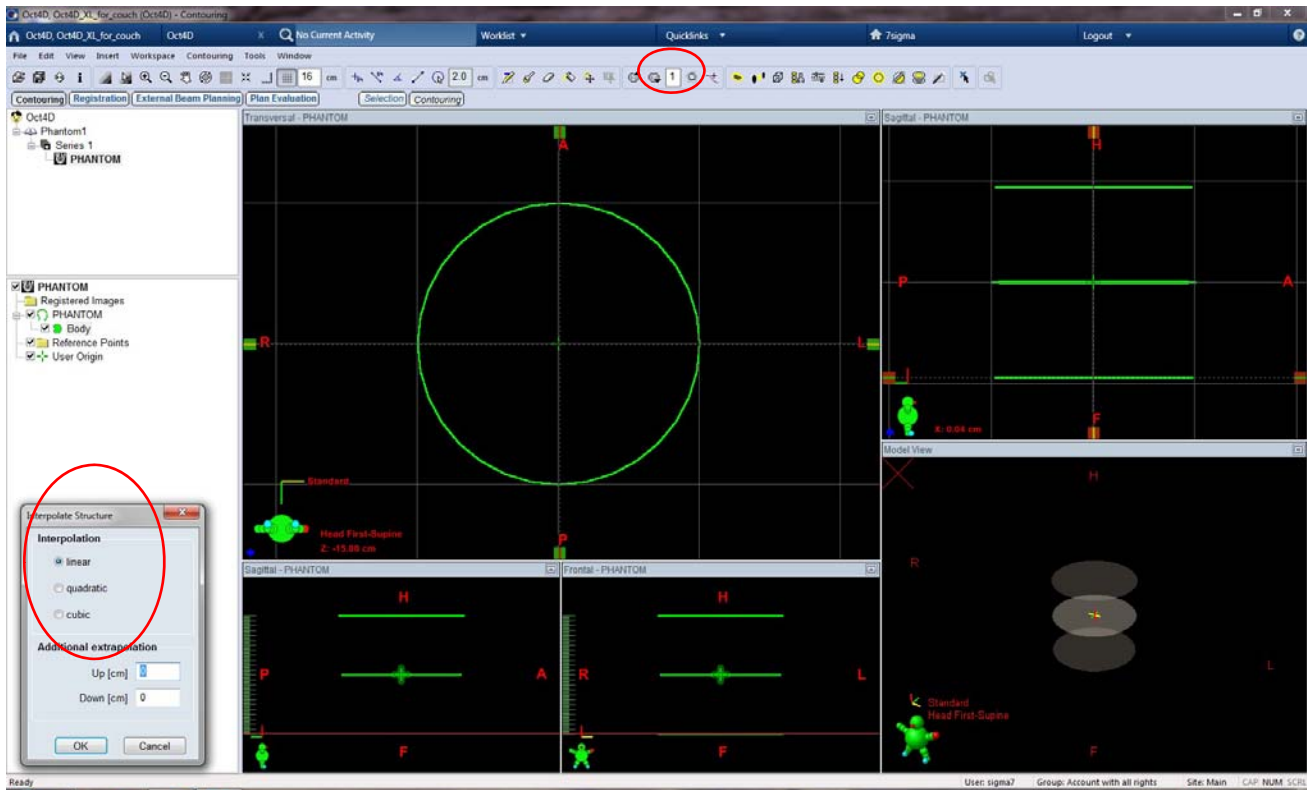 Oct4D, Oct4D_XL_for_couch (Oct4D) - Contouring
Oct4D, Oct4D_XL_for_couch Oct4D X No Current Activity Worklist Quicklinks 7sigma Logout
File Edit View Insert Workspace Contouring Tools Window
16 cm 2.0 cm 1
Contouring Registration External Beam Planning Plan Evaluation Selection Contouring
Oct4D
Phantom1
Series 1
PHANTOM
PHANTOM
Registered Images
PHANTOM
Body
Reference Points
User Origin
Interpolate Structure
Interpolation
linear
quadratic
cubic
Additional extrapolation
Up [cm] 0
Down [cm] 0
OK Cancel
Transversal - PHANTOM
A
R L
Standard
Head First-Supine
Z: -15.88 cm
P
Sagittal - PHANTOM
H
P A
F
X: 0.04 cm
Sagittal - PHANTOM
H
P A
F
Frontal - PHANTOM
H
R L
F
Model View
H
R
L
Standard
Head First-Supine
F
Ready User: sigma7 Group: Account with all rights Site: Main CAP NUM SCRL